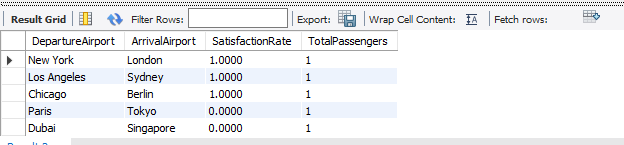 Result Grid Filter Rows: Export: Wrap Cell Content: Fetch rows:
DepartureAirport ArrivalAirport SatisfactionRate TotalPassengers
New York London 1.0000 1
Los Angeles Sydney 1.0000 1
Chicago Berlin 1.0000 1
Paris Tokyo 0.0000 1
Dubai Singapore 0.0000 1